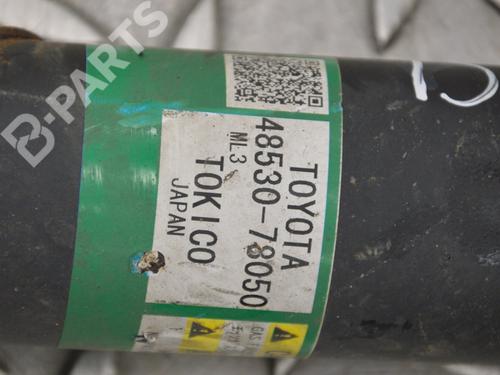 TOYOTA
48530-78050
ML3
TOKICO
JAPAN
B-PARTS